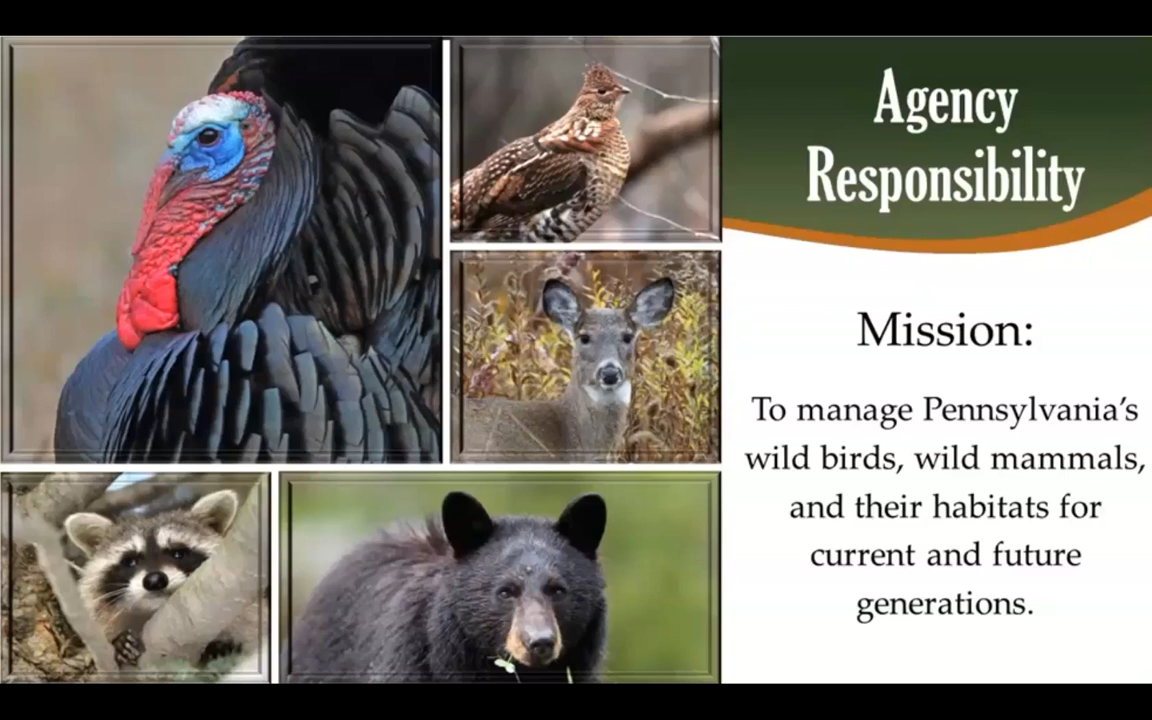 Agency
Responsibility
Mission:
To manage Pennsylvania’s
wild birds, wild mammals,
and their habitats for
current and future
generations.